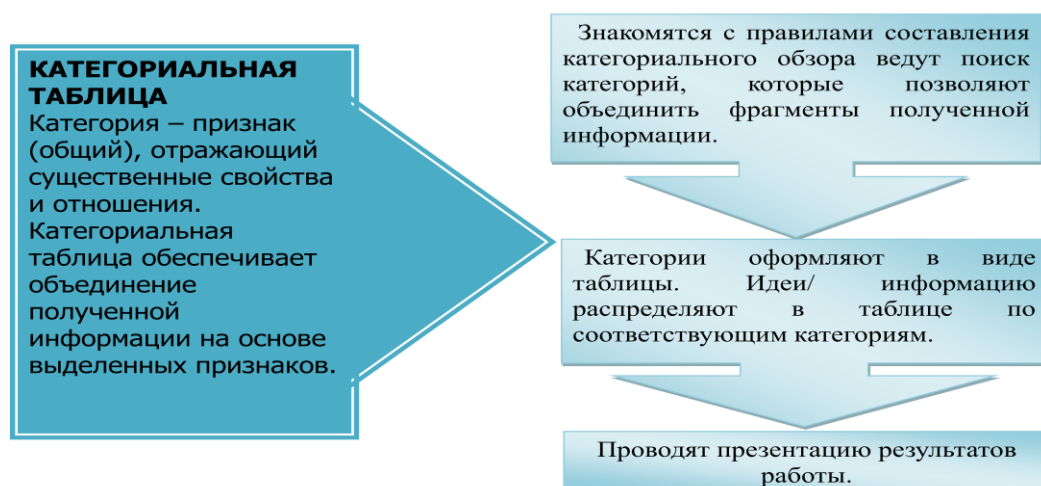 КАТЕГОРИАЛЬНАЯ
ТАБЛИЦА
Категория – признак
(общий), отражающий
существенные свойства
и отношения.
Категориальная
таблица обеспечивает
объединение
полученной
информации на основе
выделенных признаков.
Знакомятся с правилами составления
категориального обзора ведут поиск
категорий, которые позволяют
объединить фрагменты полученной
информации.
Категории оформляют в виде
таблицы. Идеи/ информацию
распределяют в таблице по
соответствующим категориям.
Проводят презентацию результатов
работы.